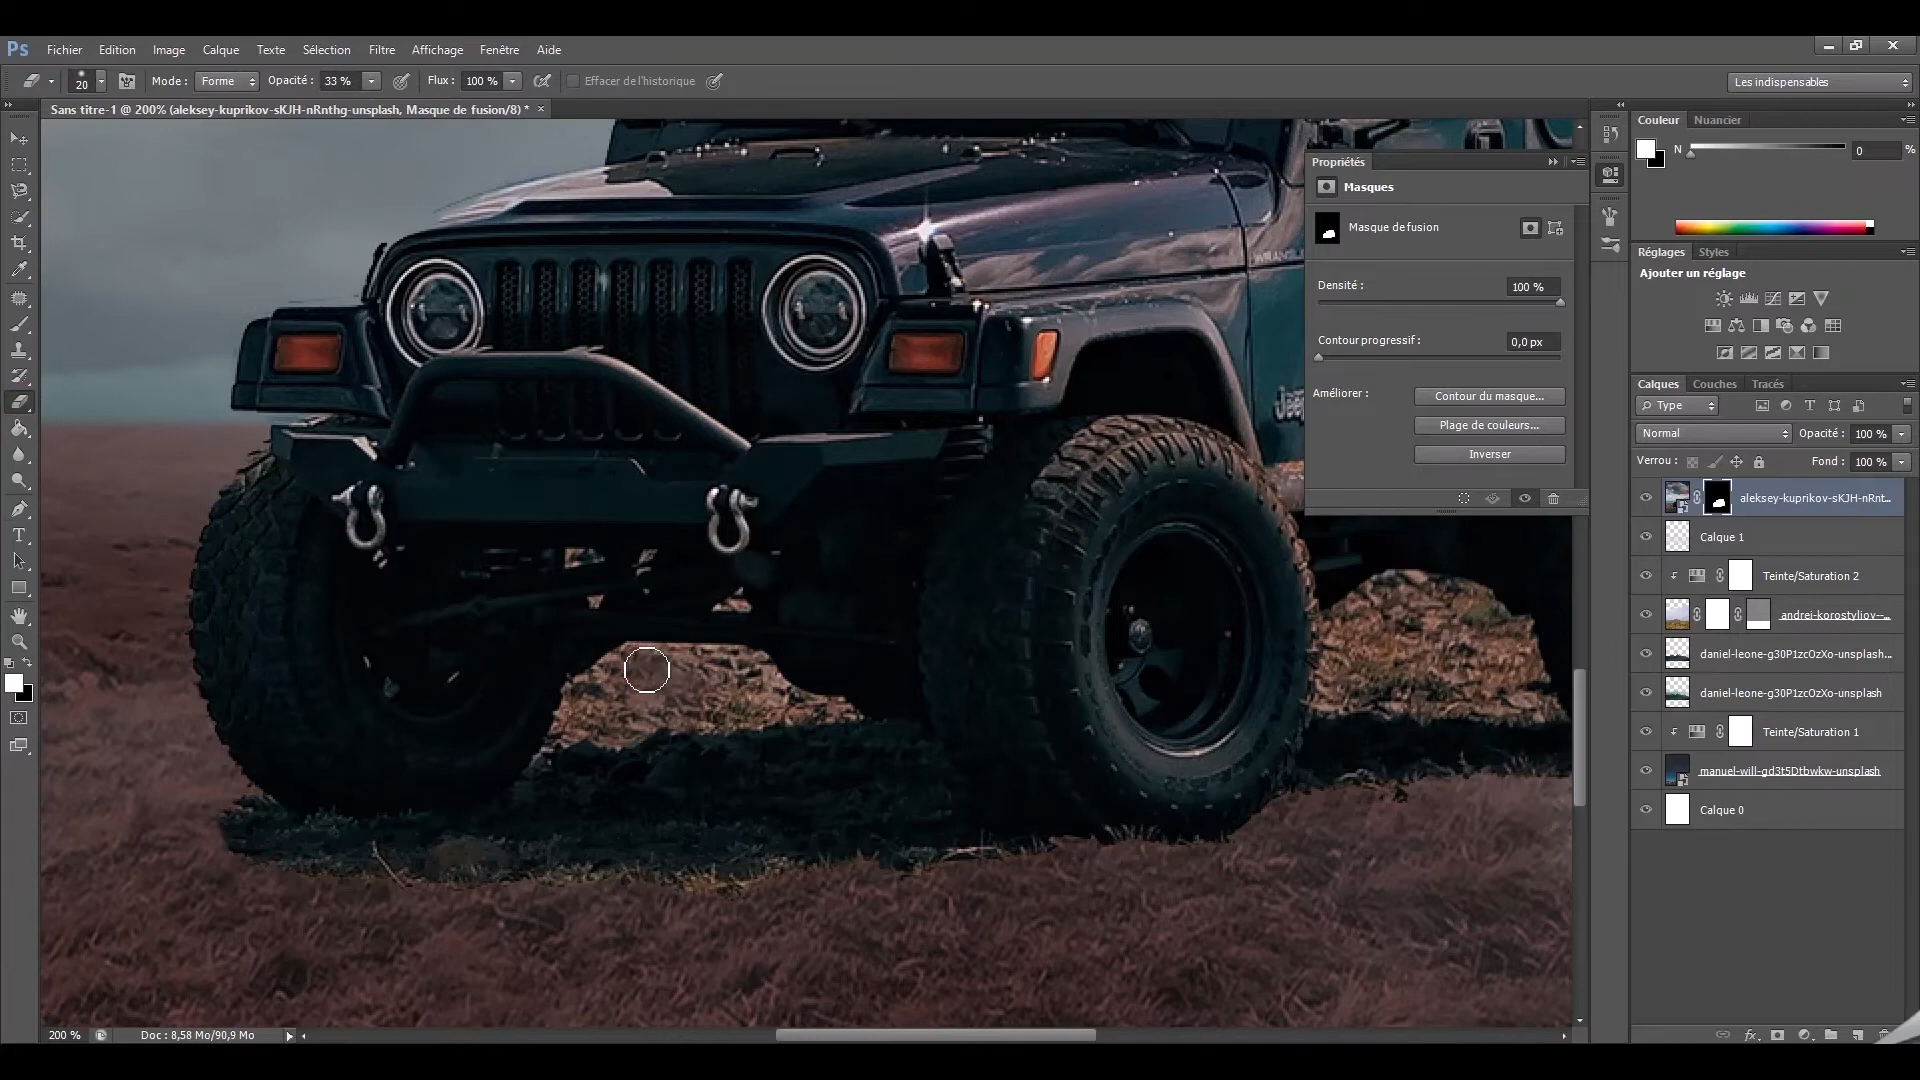 Ps Fichier Edition Image Calque Texte Sélection Filtre Affichage Fenêtre Aide
20 Mode : Forme Opacité : 33 % Flux : 100 % Effacer de l'historique Les indispensables
Sans titre-1 @ 200% (aleksey-kuprikov-sKJH-nRnthg-unsplash, Masque de fusion/8) * ×
Couleur Nuancier
N 0 %
Propriétés
Masques
Masque de fusion
Densité : 100 %
Contour progressif : 0,0 px
Améliorer : Contour du masque...
Plage de couleurs...
Inverser
Jeep
Réglages Styles
Ajouter un réglage
Calques Couches Tracés
Type
Normal Opacité : 100 %
Verrou : Fond : 100 %
aleksey-kuprikov-sKJH-nRnt...
Calque 1
Teinte/Saturation 2
andrei-korostyliov--...
daniel-leone-g30P1zcOzXo-unsplash...
daniel-leone-g30P1zcOzXo-unsplash
Teinte/Saturation 1
manuel-will-gd3t5Dtbwkw-unsplash
Calque 0
fx
200 % Doc : 8,58 Mo/90,9 Mo